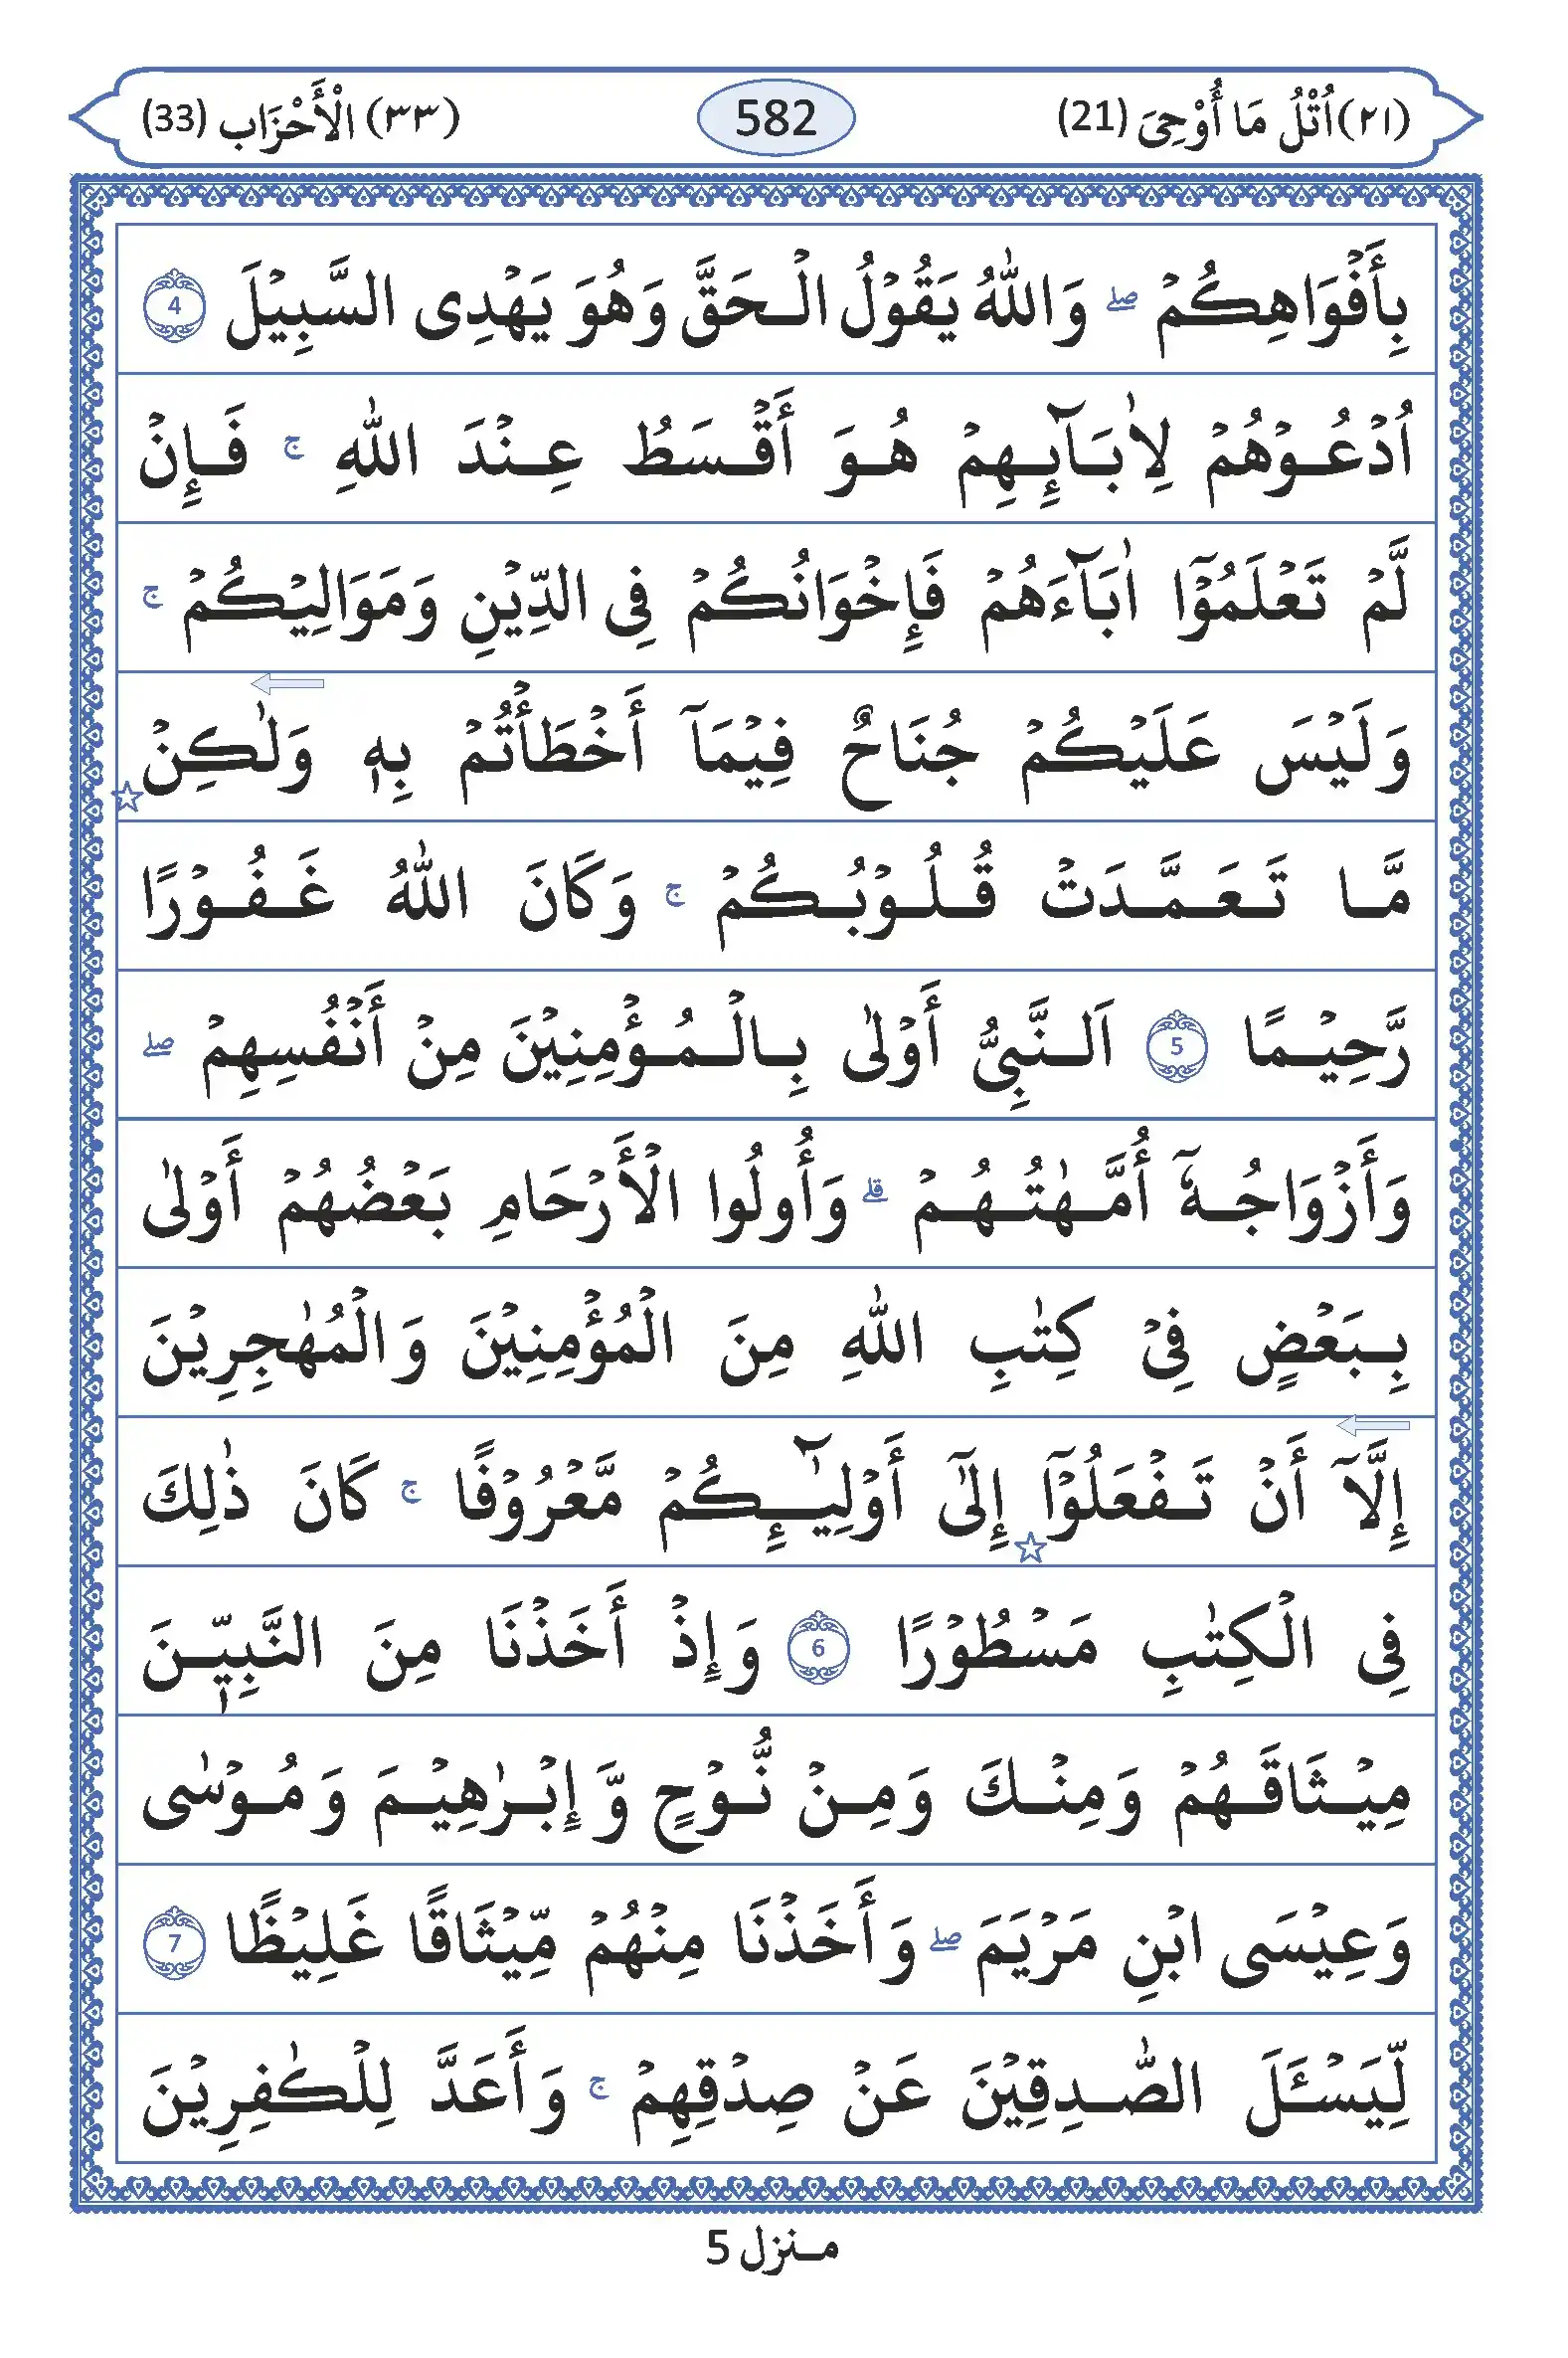 (٢١) اُتْلُ مَا أُوْحِیَ (21) 582 (٣٣) الْأَحْزَاب (33)
بِأَفْوَاهِكُمْ ۖ وَاللّٰهُ يَقُوْلُ الْحَقَّ وَهُوَ يَهْدِی السَّبِيْلَ 4
اُدْعُوْهُمْ لِاٰبَآئِهِمْ هُوَ أَقْسَطُ عِنْدَ اللّٰهِ ۚ فَإِنْ
لَّمْ تَعْلَمُوْٓا اٰبَآءَهُمْ فَإِخْوَانُكُمْ فِی الدِّيْنِ وَمَوَالِيْكُمْ ۚ
وَلَيْسَ عَلَيْكُمْ جُنَاحٌ فِيْمَآ أَخْطَأْتُمْ بِهٖ وَلٰكِنْ ☆
مَّا تَعَمَّدَتْ قُلُوْبُكُمْ ۚ وَكَانَ اللّٰهُ غَفُوْرًا
رَّحِيْمًا 5 اَلنَّبِیُّ أَوْلٰی بِالْمُؤْمِنِيْنَ مِنْ أَنْفُسِهِمْ ۖ
وَأَزْوَاجُهٗٓ أُمَّهٰتُهُمْ ۗ وَأُولُوا الْأَرْحَامِ بَعْضُهُمْ أَوْلٰی
بِبَعْضٍ فِیْ كِتٰبِ اللّٰهِ مِنَ الْمُؤْمِنِيْنَ وَالْمُهٰجِرِيْنَ
إِلَّآ أَنْ تَفْعَلُوْٓا ☆ إِلٰٓی أَوْلِيٰٓئِكُمْ مَّعْرُوْفًا ۚ كَانَ ذٰلِكَ
فِی الْكِتٰبِ مَسْطُوْرًا 6 وَإِذْ أَخَذْنَا مِنَ النَّبِيّٖنَ
مِيْثَاقَهُمْ وَمِنْكَ وَمِنْ نُّوْحٍ وَّإِبْرٰهِيْمَ وَمُوْسٰی
وَعِيْسَی ابْنِ مَرْيَمَ ۖ وَأَخَذْنَا مِنْهُمْ مِّيْثَاقًا غَلِيْظًا 7
لِّيَسْـَٔلَ الصّٰدِقِيْنَ عَنْ صِدْقِهِمْ ۚ وَأَعَدَّ لِلْكٰفِرِيْنَ
منزل 5